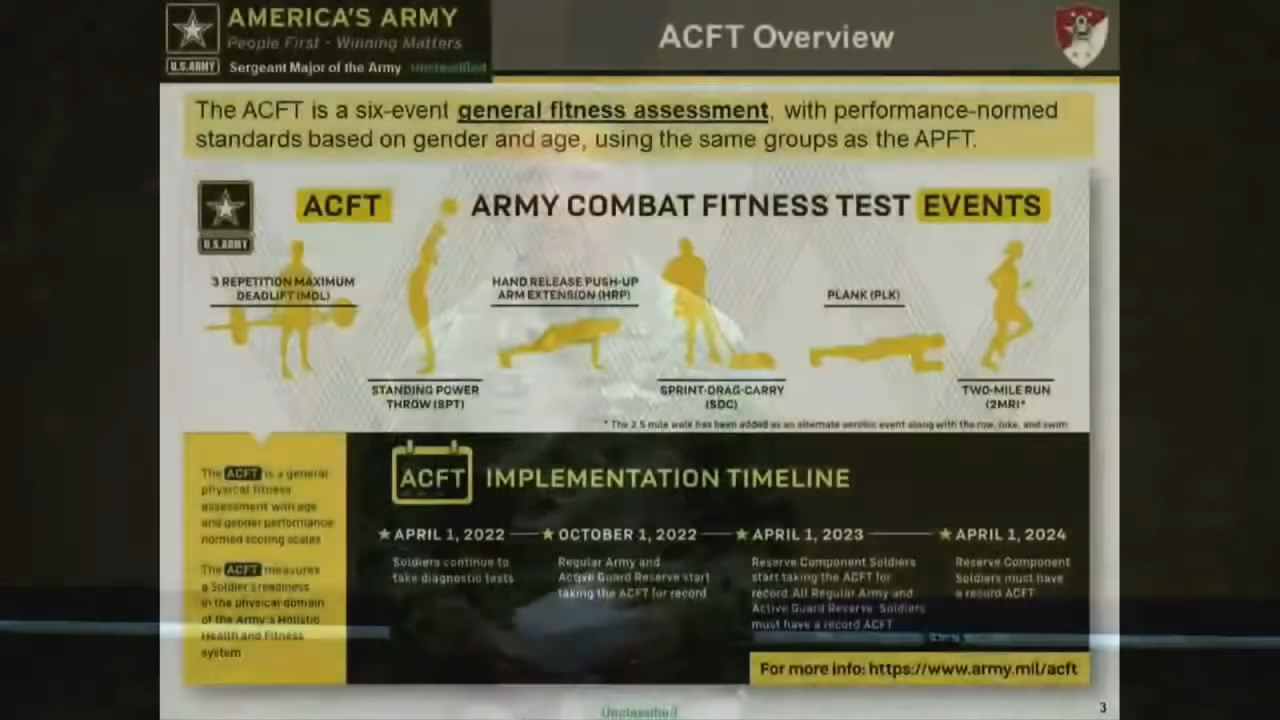 AMERICA'S ARMY
People First - Winning Matters
U.S.ARMY
Sergeant Major of the Army Unclassified
ACFT Overview
The ACFT is a six-event general fitness assessment, with performance-normed
standards based on gender and age, using the same groups as the APFT.
U.S.ARMY
ACFT
ARMY COMBAT FITNESS TEST EVENTS
3 REPETITION MAXIMUM
DEADLIFT (MDL)
STANDING POWER
THROW (SPT)
HAND RELEASE PUSH-UP
ARM EXTENSION (HRP)
SPRINT-DRAG-CARRY
(SDC)
PLANK (PLK)
TWO-MILE RUN
(2MR)*
* The 2.5 mile walk has been added as an alternate aerobic event along with the row, bike, and swim
The ACFT is a general
physical fitness
assessment with age
and gender performance
normed scoring scales
The ACFT measures
a Soldier's readiness
in the physical domain
of the Army's Holistic
Health and Fitness
system
ACFT IMPLEMENTATION TIMELINE
APRIL 1, 2022
Soldiers continue to
take diagnostic tests
OCTOBER 1, 2022
Regular Army and
Active Guard Reserve start
taking the ACFT for record
APRIL 1, 2023
Reserve Component Soldiers
start taking the ACFT for
record. All Regular Army and
Active Guard Reserve Soldiers
must have a record ACFT
APRIL 1, 2024
Reserve Component
Soldiers must have
a record ACFT
For more info: https://www.army.mil/acft
Unclassified
3